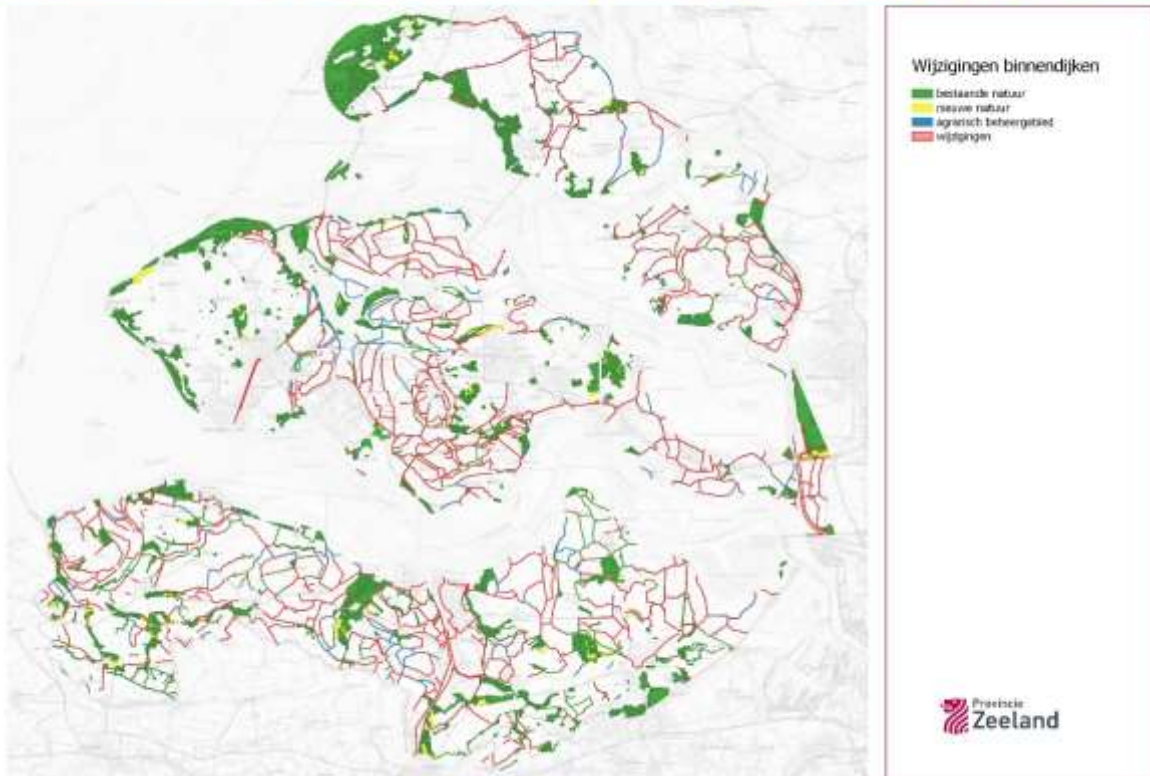 Wijzigingen binnendijken
bestaande natuur
nieuwe natuur
agrarisch beheergebied
wijzigingen
Provincie
Zeeland